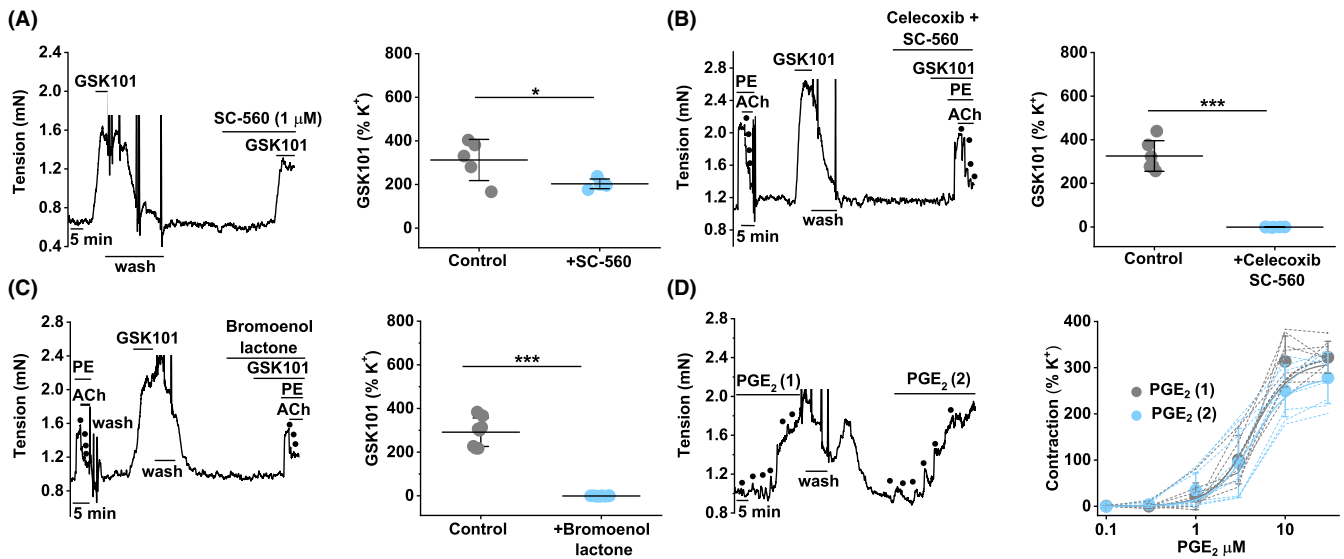 (A)
2.4
2.0
1.6
1.2
0.8
0.4
Tension (mN)
GSK101
SC-560 (1 μM)
GSK101
5 min
wash
800
600
400
200
0
GSK101 (% K+)
*
Control
+SC-560
(B)
2.8
2.4
2.0
1.6
1.2
Tension (mN)
Celecoxib +
SC-560
GSK101
GSK101
PE
PE
ACh
ACh
wash
5 min
800
600
400
200
0
GSK101 (% K+)
***
Control
+Celecoxib
SC-560
(C)
2.8
2.4
2.0
1.6
1.2
0.8
Tension (mN)
GSK101
Bromoenol
lactone
PE
GSK101
ACh
PE
wash
ACh
wash
5 min
800
600
400
200
0
GSK101 (% K+)
***
Control
+Bromoenol
lactone
(D)
2.8
2.4
2.0
1.6
1.2
0.8
Tension (mN)
PGE2 (1)
PGE2 (2)
wash
5 min
400
300
200
100
0
Contraction (% K+)
PGE2 (1)
PGE2 (2)
0.1
1
10
PGE2 μM